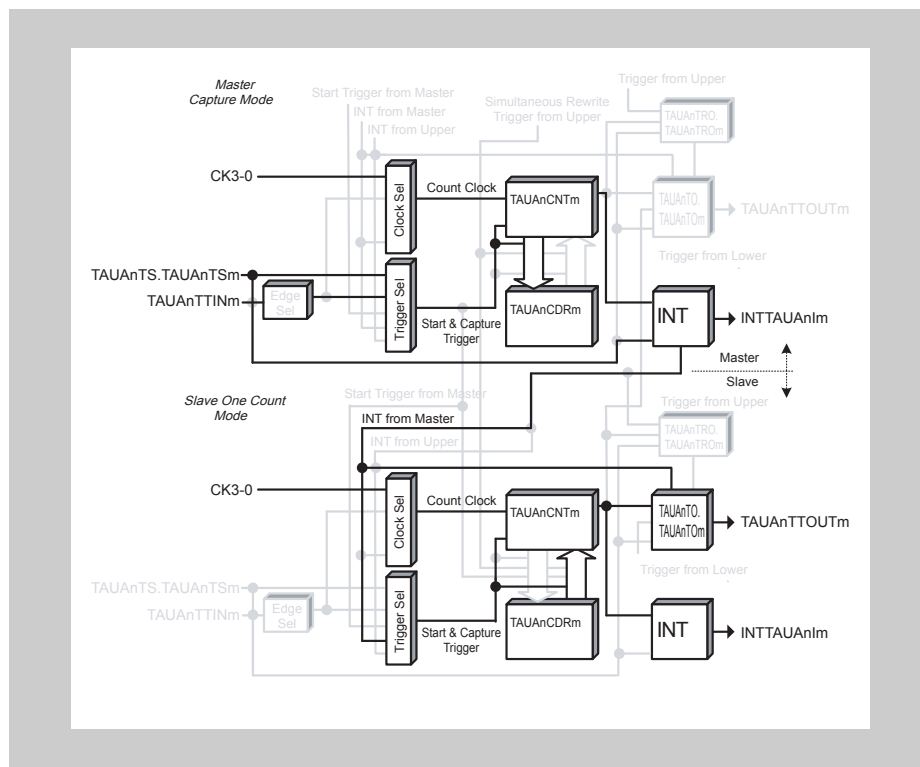 Master
Capture Mode
Start Trigger from Master
INT from Master
INT from Upper
Simultaneous Rewrite
Trigger from Upper
Trigger from Upper
TAUAnTRO.
TAUAnTROm
CK3-0
Clock Sel
Count Clock
TAUAnCNTm
TAUAnTO.
TAUAnTOm
TAUAnTTOUTm
Trigger from Lower
TAUAnTS.TAUAnTSm
TAUAnTTINm
Edge
Sel
Trigger Sel
Start & Capture
Trigger
TAUAnCDRm
INT
INTTAUAnIm
Master
Slave
Slave One Count
Mode
Start Trigger from Master
INT from Master
INT from Upper
Trigger from Upper
TAUAnTRO.
TAUAnTROm
CK3-0
Clock Sel
Count Clock
TAUAnCNTm
TAUAnTO.
TAUAnTOm
TAUAnTTOUTm
Trigger from Lower
TAUAnTS.TAUAnTSm
TAUAnTTINm
Edge
Sel
Trigger Sel
Start & Capture
Trigger
TAUAnCDRm
INT
INTTAUAnIm